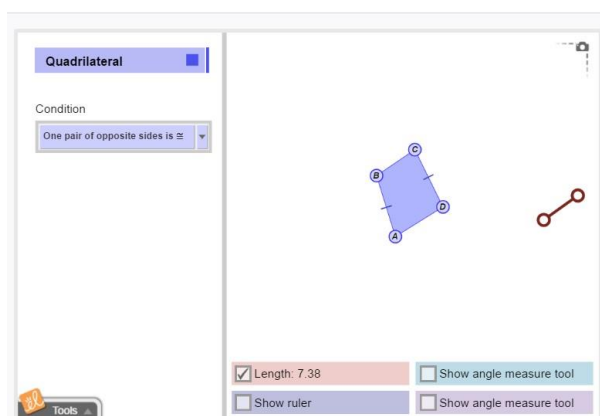 Quadrilateral
Condition
One pair of opposite sides is ≅
C
B
D
A
Length: 7.38
Show angle measure tool
Show ruler
Show angle measure tool
Tools